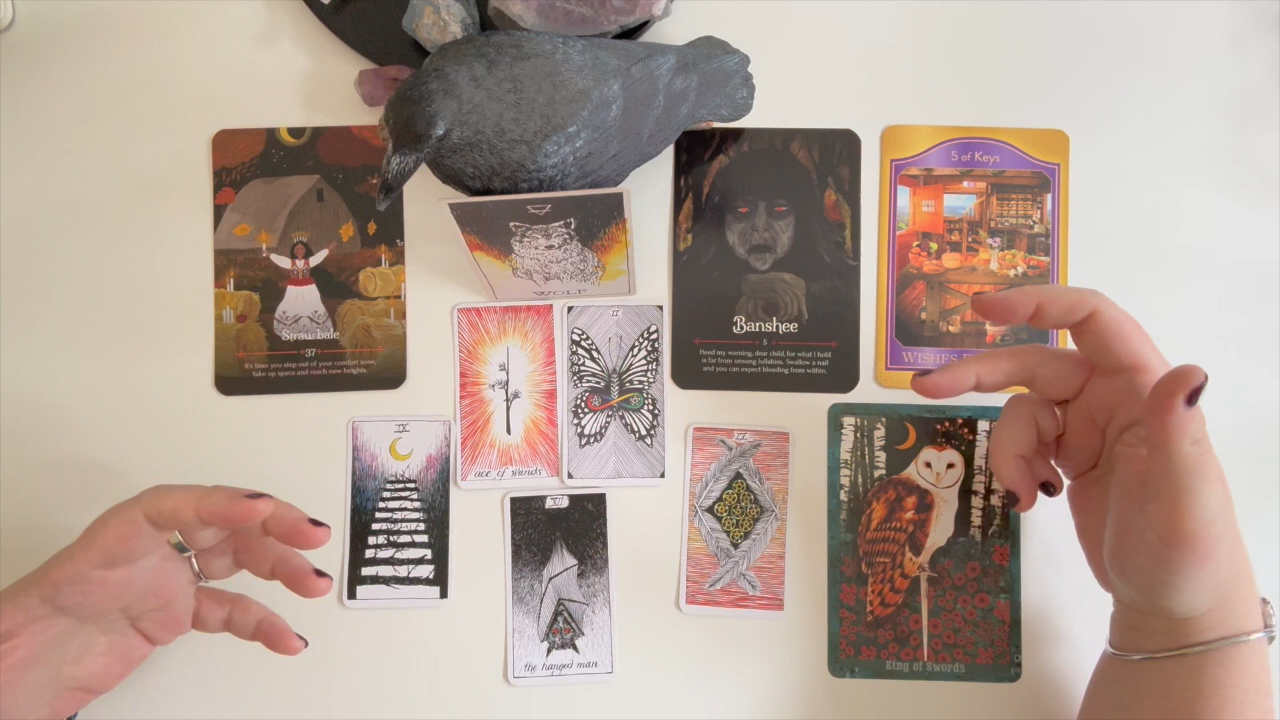 Straw bale
37
It's time you step out of your comfort zone,
take up space and reach new heights.
WOLF
Banshee
5
Heed my warning, dear child, for what I hold
is far from unsung lullabies. Swallow a nail
and you can expect bleeding from within.
5 of Keys
WISHES
ace of wands
II
IX
XII
the hanged man
King of Swords